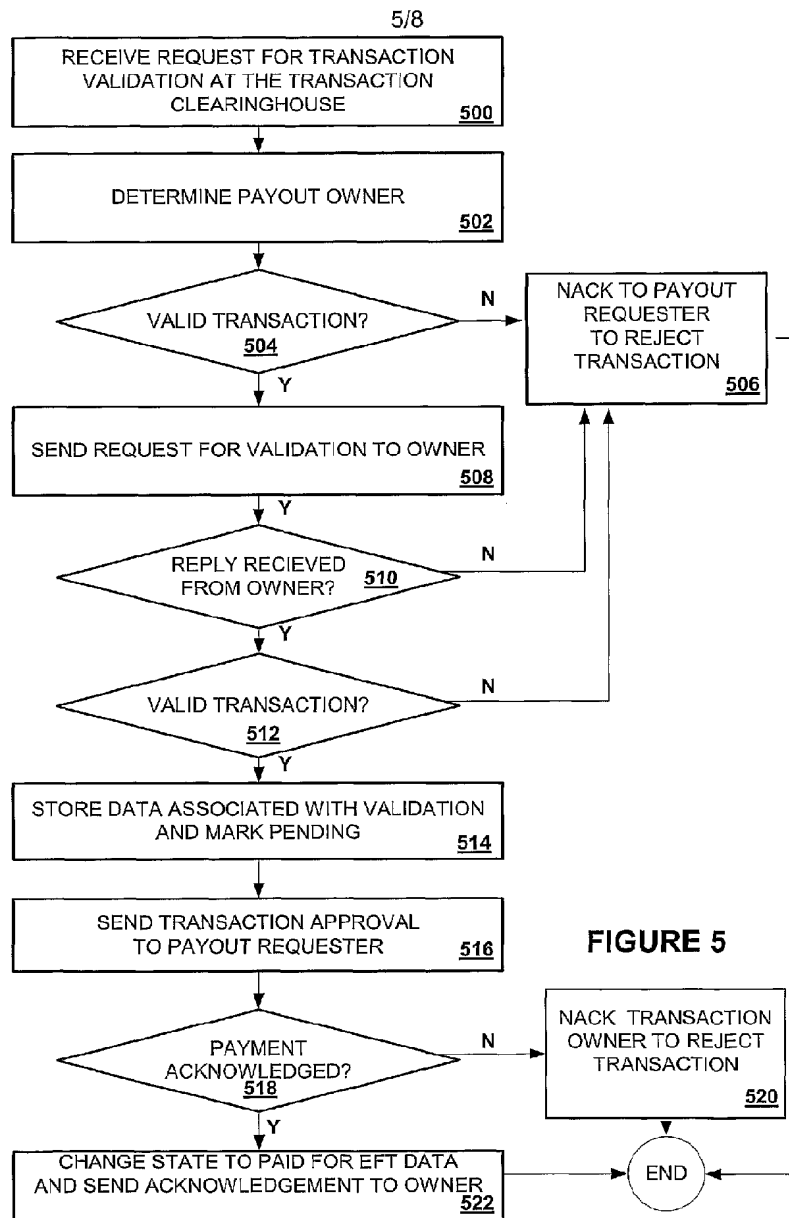 5/8
RECEIVE REQUEST FOR TRANSACTION
VALIDATION AT THE TRANSACTION
CLEARINGHOUSE
500
DETERMINE PAYOUT OWNER
502
VALID TRANSACTION?
504
N
Y
NACK TO PAYOUT
REQUESTER
TO REJECT
TRANSACTION
506
SEND REQUEST FOR VALIDATION TO OWNER
508
Y
REPLY RECIEVED
FROM OWNER?
510
N
Y
VALID TRANSACTION?
512
N
Y
STORE DATA ASSOCIATED WITH VALIDATION
AND MARK PENDING
514
SEND TRANSACTION APPROVAL
TO PAYOUT REQUESTER
516
FIGURE 5
PAYMENT
ACKNOWLEDGED?
518
N
Y
NACK TRANSACTION
OWNER TO REJECT
TRANSACTION
520
CHANGE STATE TO PAID FOR EFT DATA
AND SEND ACKNOWLEDGEMENT TO OWNER
522
END